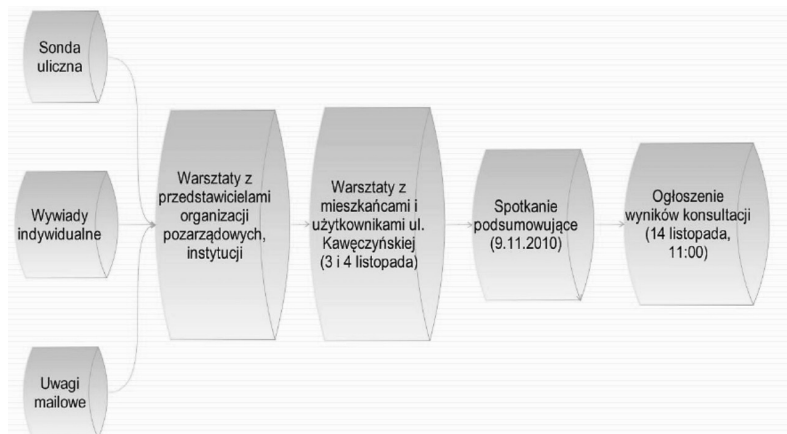 Sonda
uliczna
Wywiady
indywidualne
Uwagi
mailowe
Warsztaty z
przedstawicielami
organizacji
pozarządowych,
instytucji
Warsztaty z
mieszkańcami i
użytkownikami ul.
Kawęczyńskiej
(3 i 4 listopada)
Spotkanie
podsumowujące
(9.11.2010)
Ogłoszenie
wyników konsultacji
(14 listopada,
11:00)